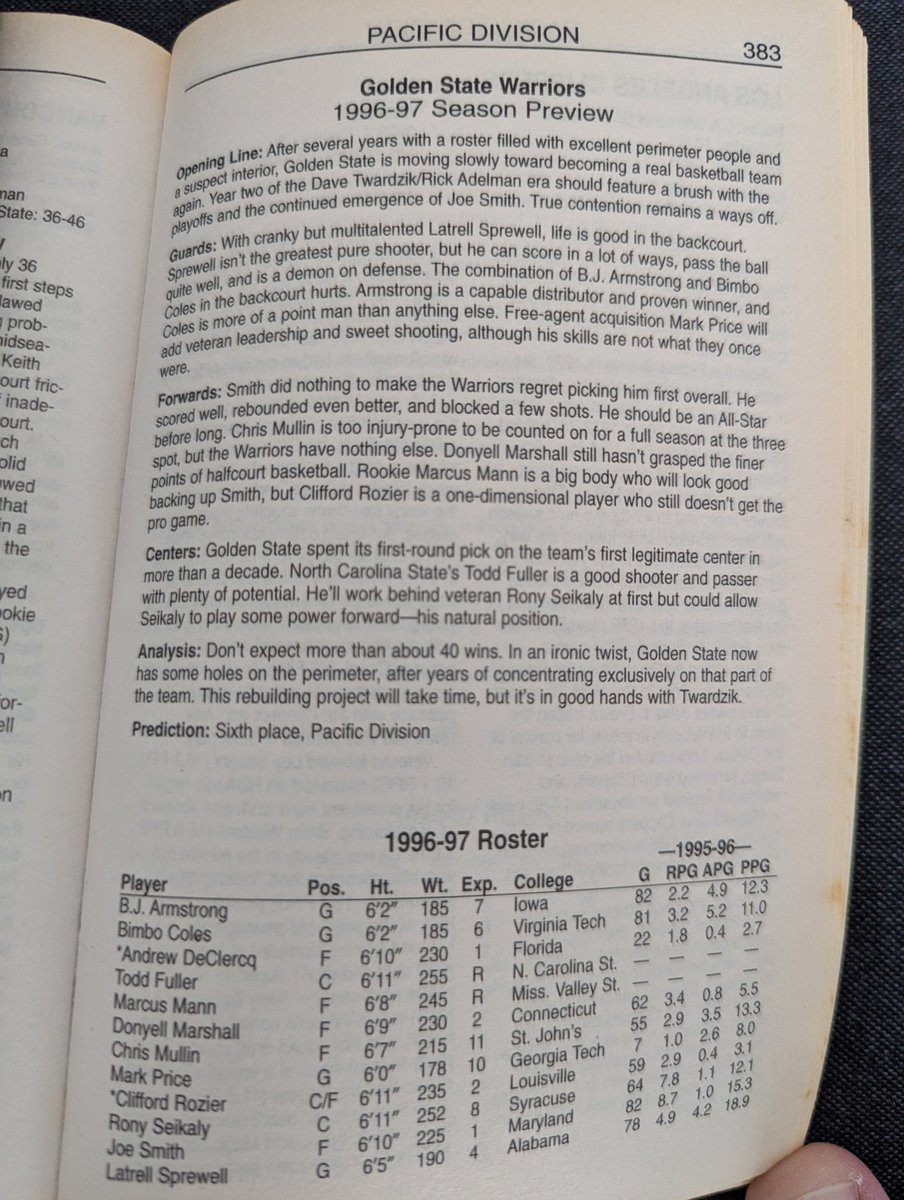 a
man
State: 36-46
y
ly 36
first steps
lawed
prob-
nidsea-
Keith
ourt fric-
inade-
ourt.
ch
olid
owed
that
in a
the
yed
ookie
n
or-
ell
on
PACIFIC DIVISION
383
Golden State Warriors
1996-97 Season Preview
Opening Line: After several years with a roster filled with excellent perimeter people and
a suspect interior, Golden State is moving slowly toward becoming a real basketball team
again. Year two of the Dave Twardzik/Rick Adelman era should feature a brush with the
playoffs and the continued emergence of Joe Smith. True contention remains a ways off.
Guards: With cranky but multitalented Latrell Sprewell, life is good in the backcourt.
Sprewell isn't the greatest pure shooter, but he can score in a lot of ways, pass the ball
quite well, and is a demon on defense. The combination of B.J. Armstrong and Bimbo
Coles in the backcourt hurts. Armstrong is a capable distributor and proven winner, and
Coles is more of a point man than anything else. Free-agent acquisition Mark Price will
add veteran leadership and sweet shooting, although his skills are not what they once
were.
Forwards: Smith did nothing to make the Warriors regret picking him first overall. He
scored well, rebounded even better, and blocked a few shots. He should be an All-Star
before long. Chris Mullin is too injury-prone to be counted on for a full season at the three
spot, but the Warriors have nothing else. Donyell Marshall still hasn't grasped the finer
points of halfcourt basketball. Rookie Marcus Mann is a big body who will look good
backing up Smith, but Clifford Rozier is a one-dimensional player who still doesn't get the
pro game.
Centers: Golden State spent its first-round pick on the team's first legitimate center in
more than a decade. North Carolina State's Todd Fuller is a good shooter and passer
with plenty of potential. He'll work behind veteran Rony Seikaly at first but could allow
Seikaly to play some power forward—his natural position.
Analysis: Don't expect more than about 40 wins. In an ironic twist, Golden State now
has some holes on the perimeter, after years of concentrating exclusively on that part of
the team. This rebuilding project will take time, but it's in good hands with Twardzik.
Prediction: Sixth place, Pacific Division
1996-97 Roster
—1995-96—
Player Pos. Ht. Wt. Exp. College G RPG APG PPG
B.J. Armstrong G 6'2" 185 7 Iowa 82 2.2 4.9 12.3
Bimbo Coles G 6'2" 185 6 Virginia Tech 81 3.2 5.2 11.0
*Andrew DeClercq F 6'10" 230 1 Florida 22 1.8 0.4 2.7
Todd Fuller C 6'11" 255 R N. Carolina St. — — — —
Marcus Mann F 6'8" 245 R Miss. Valley St. — — — —
Donyell Marshall F 6'9" 230 2 Connecticut 62 3.4 0.8 5.5
Chris Mullin F 6'7" 215 11 St. John's 55 2.9 3.5 13.3
Mark Price G 6'0" 178 10 Georgia Tech 7 1.0 2.6 8.0
*Clifford Rozier C/F 6'11" 235 2 Louisville 59 2.9 0.4 3.1
Rony Seikaly C 6'11" 252 8 Syracuse 64 7.8 1.1 12.1
Joe Smith F 6'10" 225 1 Maryland 82 8.7 1.0 15.3
Latrell Sprewell G 6'5" 190 4 Alabama 78 4.9 4.2 18.9